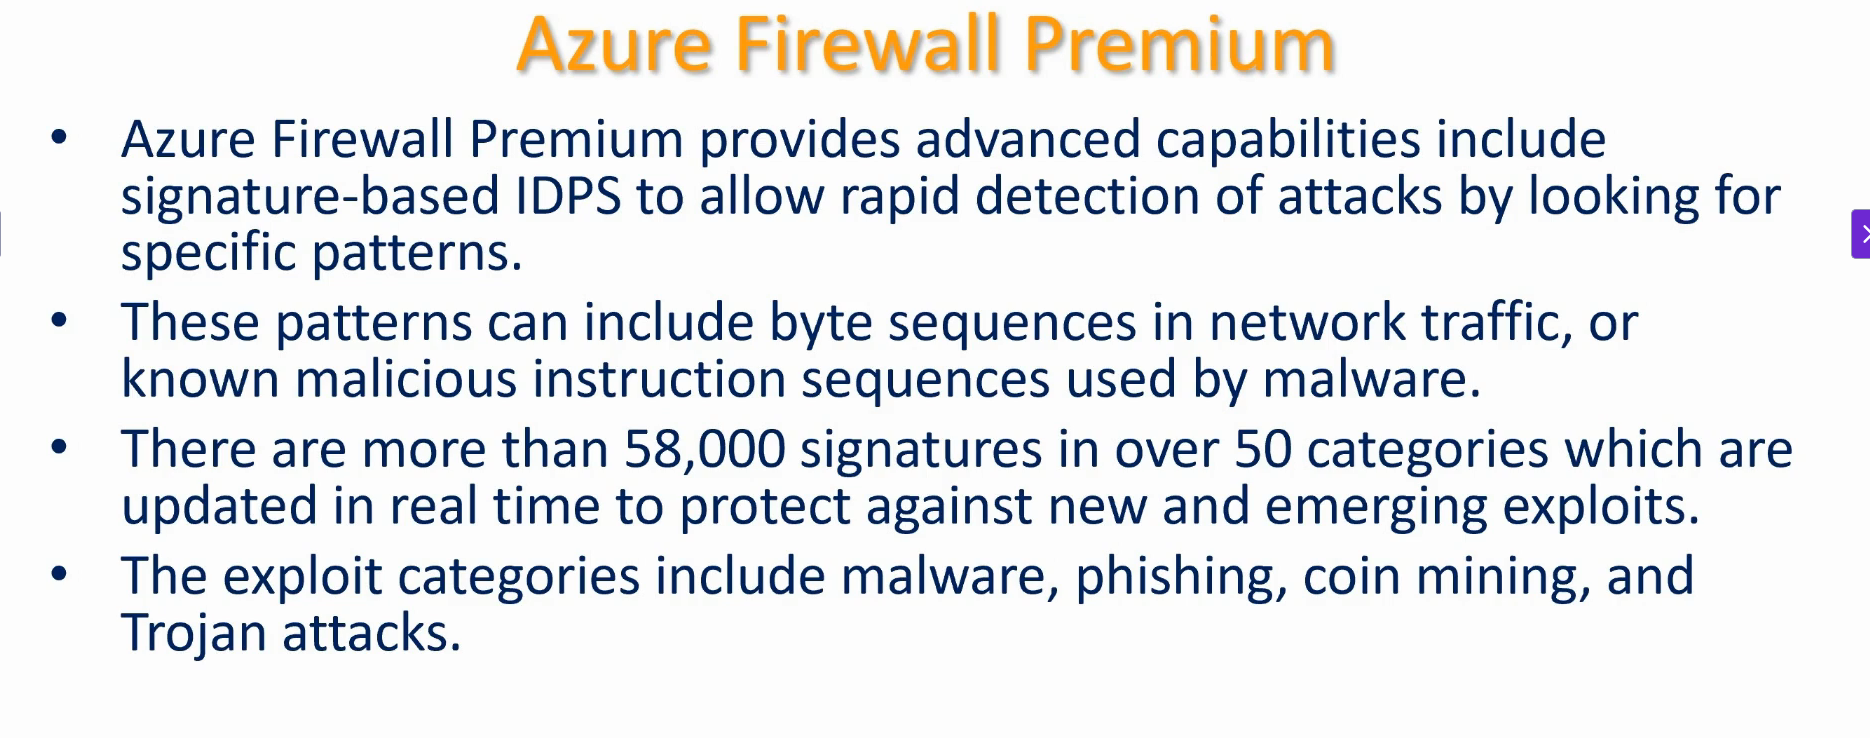 Azure Firewall Premium
• Azure Firewall Premium provides advanced capabilities include
signature-based IDPS to allow rapid detection of attacks by looking for
specific patterns.
• These patterns can include byte sequences in network traffic, or
known malicious instruction sequences used by malware.
• There are more than 58,000 signatures in over 50 categories which are
updated in real time to protect against new and emerging exploits.
• The exploit categories include malware, phishing, coin mining, and
Trojan attacks.